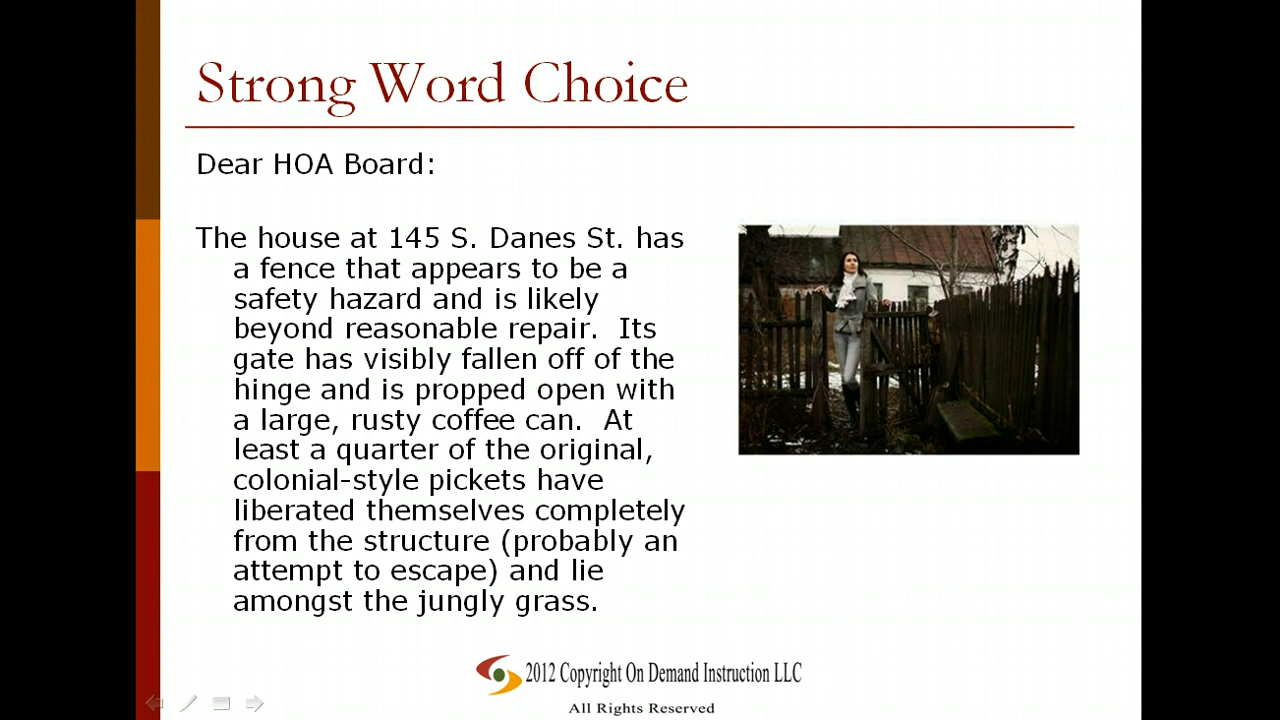 Strong Word Choice
Dear HOA Board:
The house at 145 S. Danes St. has
a fence that appears to be a
safety hazard and is likely
beyond reasonable repair.  Its
gate has visibly fallen off of the
hinge and is propped open with
a large, rusty coffee can.  At
least a quarter of the original,
colonial-style pickets have
liberated themselves completely
from the structure (probably an
attempt to escape) and lie
amongst the jungly grass.
2012 Copyright On Demand Instruction LLC
All Rights Reserved